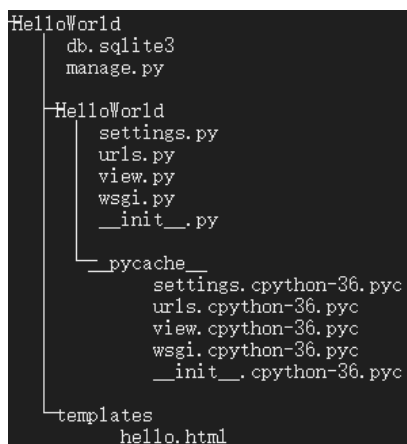 HelloWorld
db.sqlite3
manage.py
HelloWorld
settings.py
urls.py
view.py
wsgi.py
__init__.py
__pycache__
settings.cpython-36.pyc
urls.cpython-36.pyc
view.cpython-36.pyc
wsgi.cpython-36.pyc
__init__.cpython-36.pyc
templates
hello.html